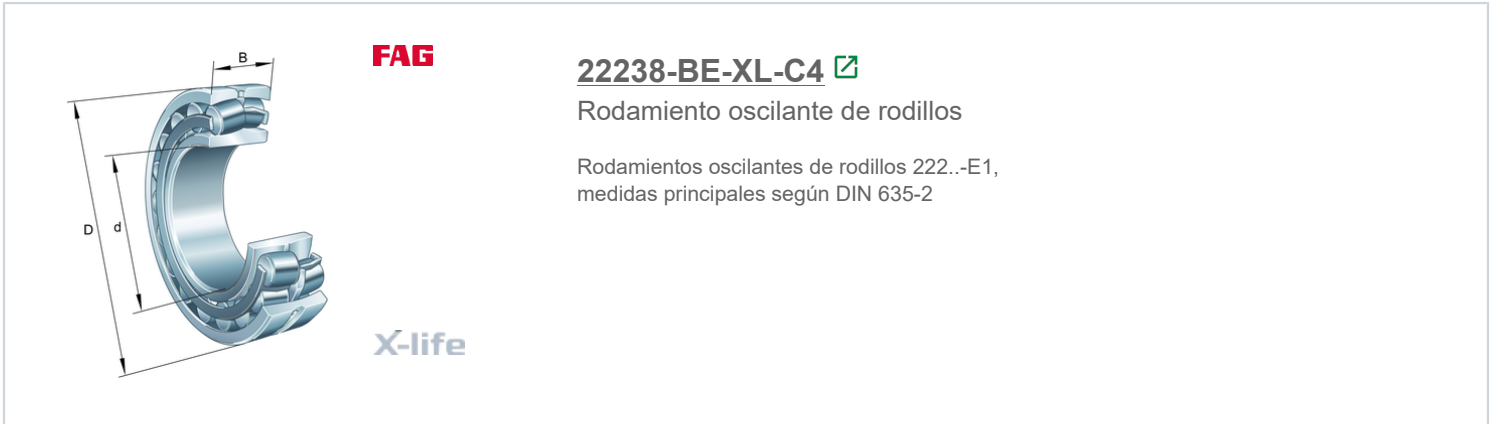 FAG
B
D
d
X-life
22238-BE-XL-C4
Rodamiento oscilante de rodillos
Rodamientos oscilantes de rodillos 222..-E1,
medidas principales según DIN 635-2